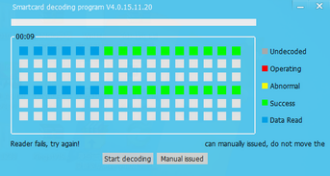 Smartcard decoding program V4.0.15,11.20
00:09
Undecoded
Operating
Abnormal
Success
Data Read
Reader fails, try again! can manually issued, do not move the
Start decoding Manual issued